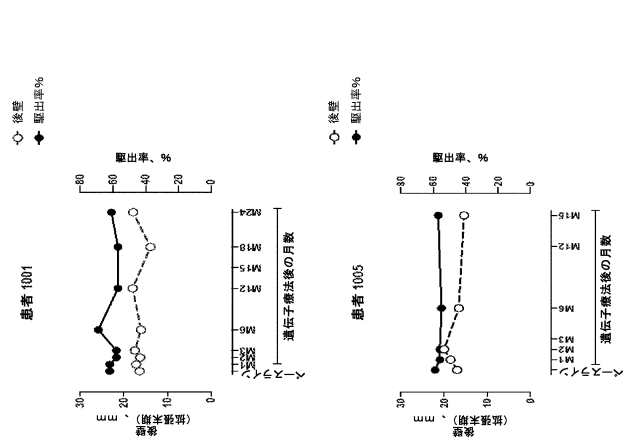 患者 1001
後壁
駆出率%
後壁
(拡張末期)、mm
30
20
10
0
駆出率、%
80
60
40
20
0
ベースライン
M1
M2
M3
M6
M12
M15
M18
M24
遺伝子療法後の月数
患者 1005
後壁
駆出率%
後壁
(拡張末期)、mm
30
20
10
0
駆出率、%
80
60
40
20
0
ベースライン
M1
M2
M3
M6
M12
M15
遺伝子療法後の月数